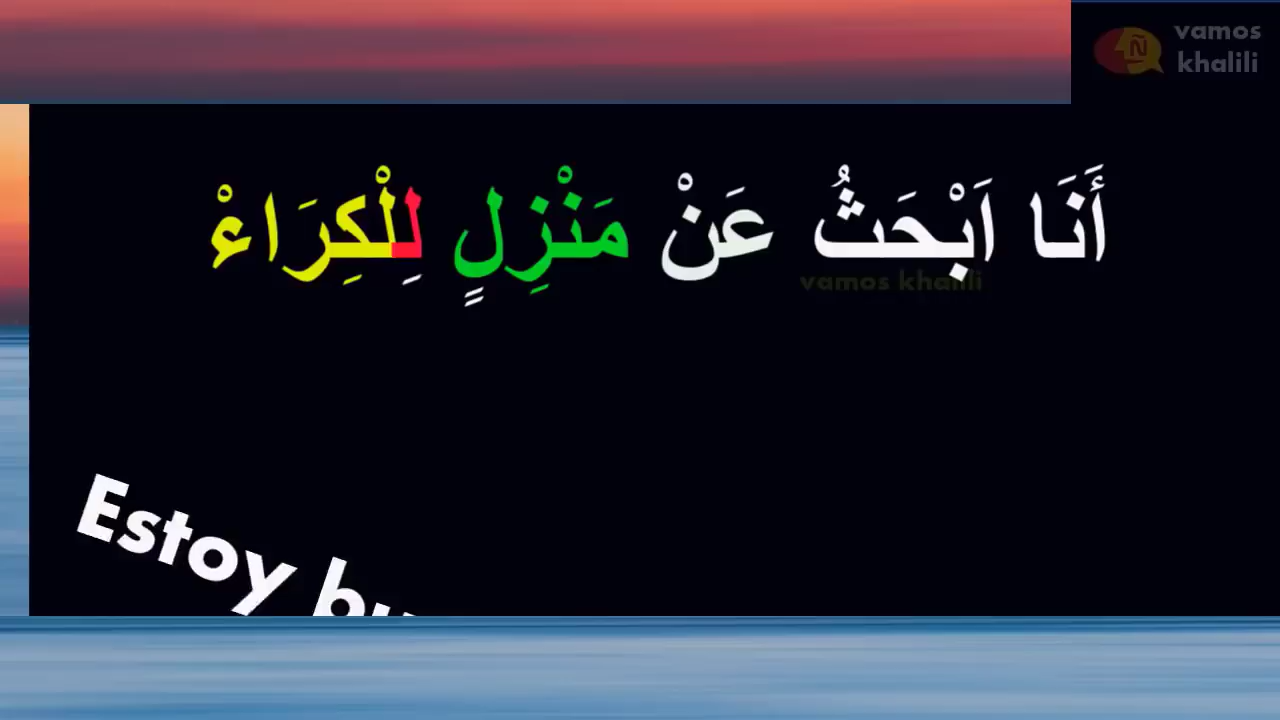 vamos
khalili
أَنَا اَبْحَثُ عَنْ مَنْزِلٍ لِلْكِرَاءْ
vamos khalili
Estoy